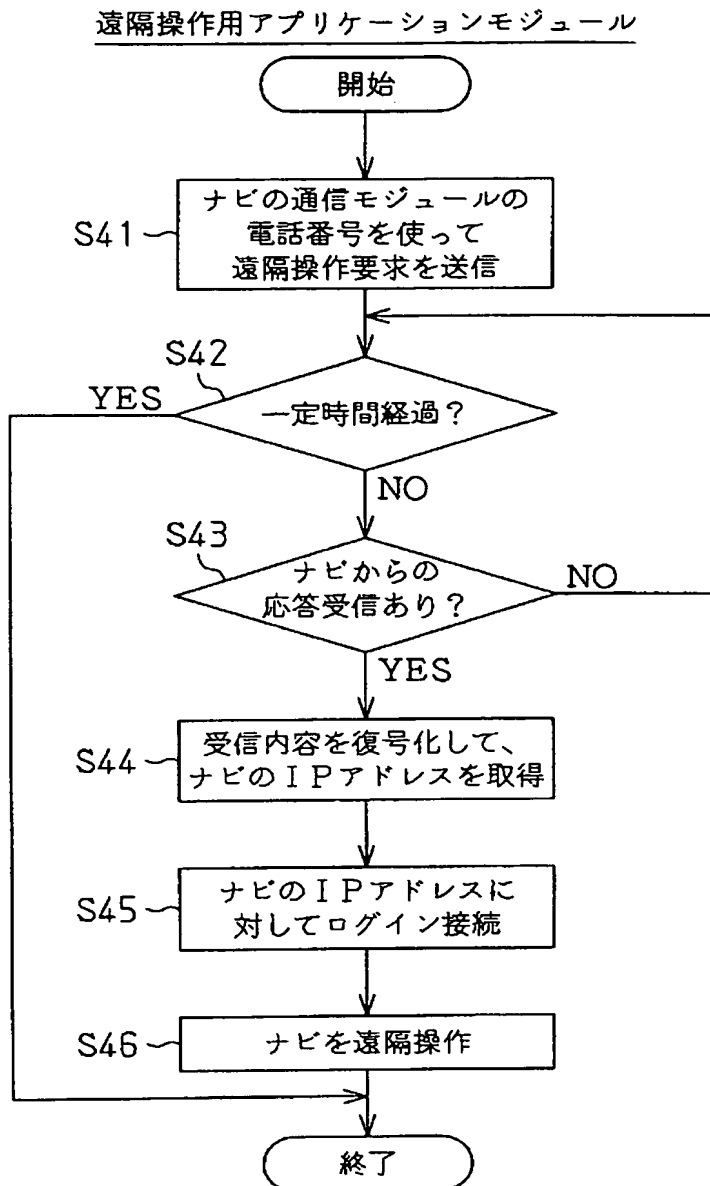 遠隔操作用アプリケーションモジュール
開始
S41
ナビの通信モジュールの
電話番号を使って
遠隔操作要求を送信
S42
YES
一定時間経過？
NO
S43
ナビからの
応答受信あり？
NO
YES
S44
受信内容を復号化して、
ナビのＩＰアドレスを取得
S45
ナビのＩＰアドレスに
対してログイン接続
S46
ナビを遠隔操作
終了